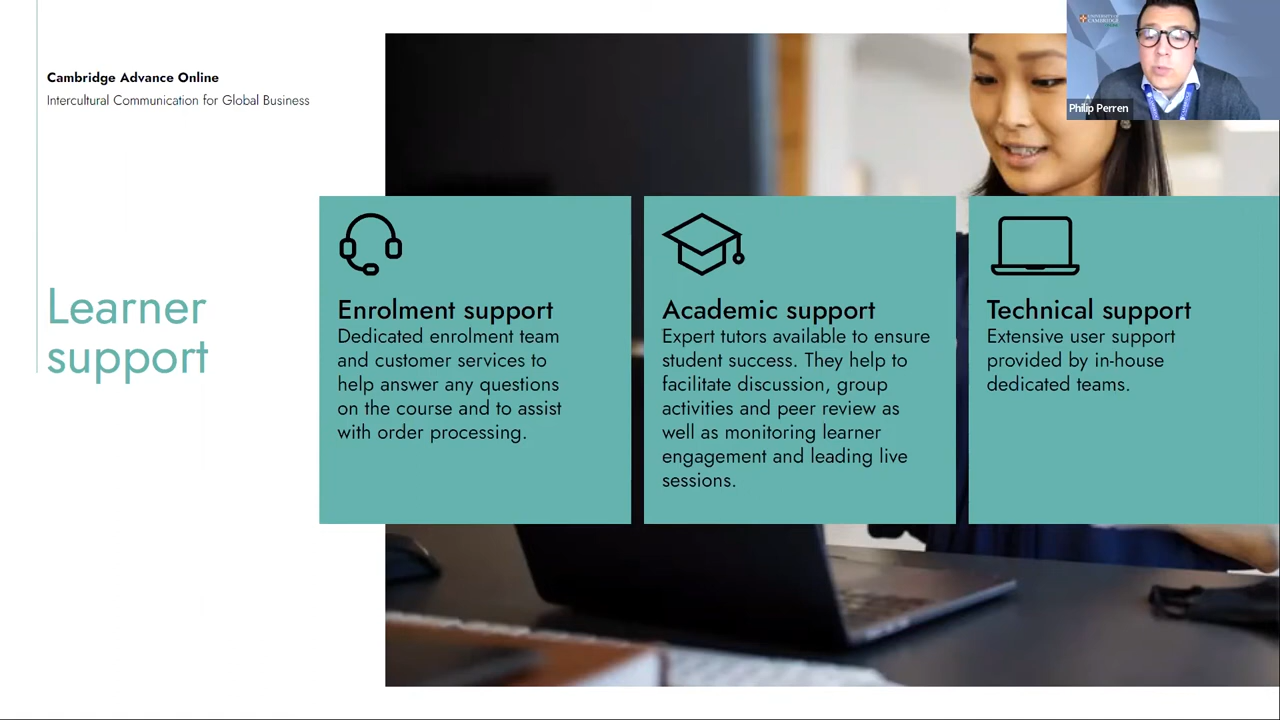 Cambridge Advance Online
Intercultural Communication for Global Business
Learner
support
Enrolment support
Dedicated enrolment team
and customer services to
help answer any questions
on the course and to assist
with order processing.
Academic support
Expert tutors available to ensure
student success. They help to
facilitate discussion, group
activities and peer review as
well as monitoring learner
engagement and leading live
sessions.
Technical support
Extensive user support
provided by in-house
dedicated teams.
UNIVERSITY OF
CAMBRIDGE
Philip Perren